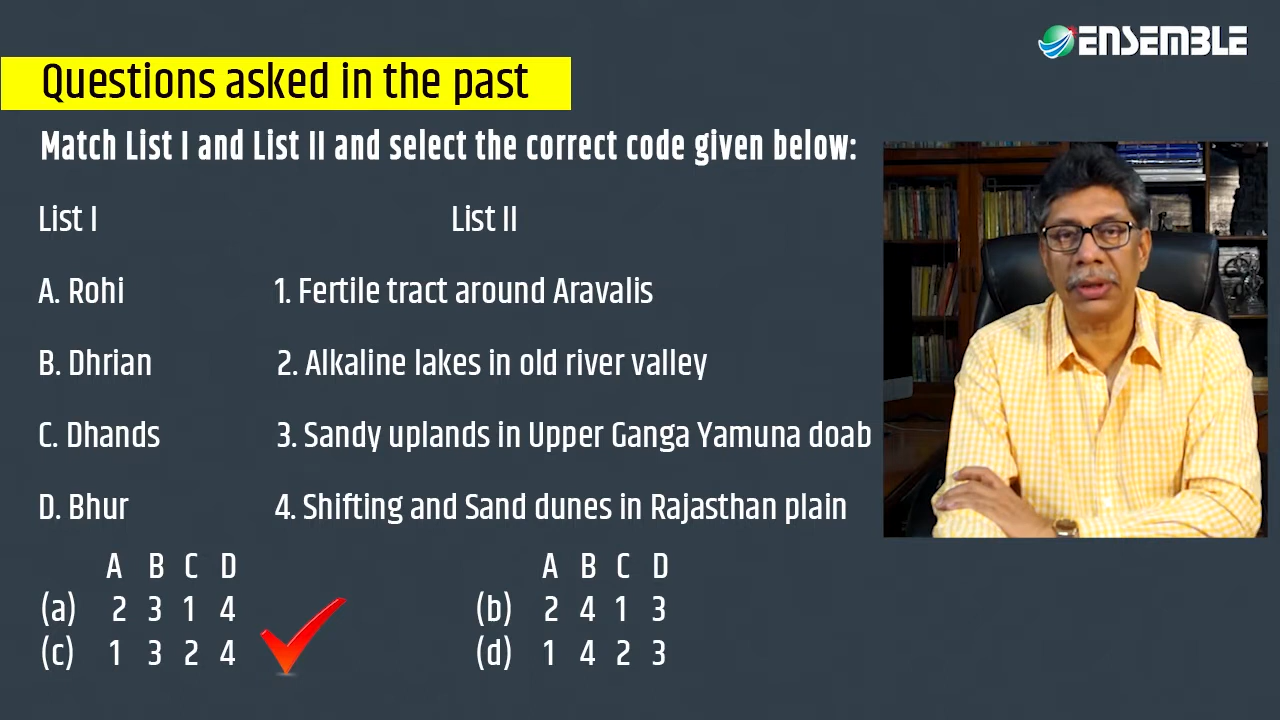 ENSEMBLE
Questions asked in the past
Match List I and List II and select the correct code given below:
List I List II
A. Rohi 1. Fertile tract around Aravalis
B. Dhrian 2. Alkaline lakes in old river valley
C. Dhands 3. Sandy uplands in Upper Ganga Yamuna doab
D. Bhur 4. Shifting and Sand dunes in Rajasthan plain
A B C D A B C D
(a) 2 3 1 4 (b) 2 4 1 3
(c) 1 3 2 4 (d) 1 4 2 3